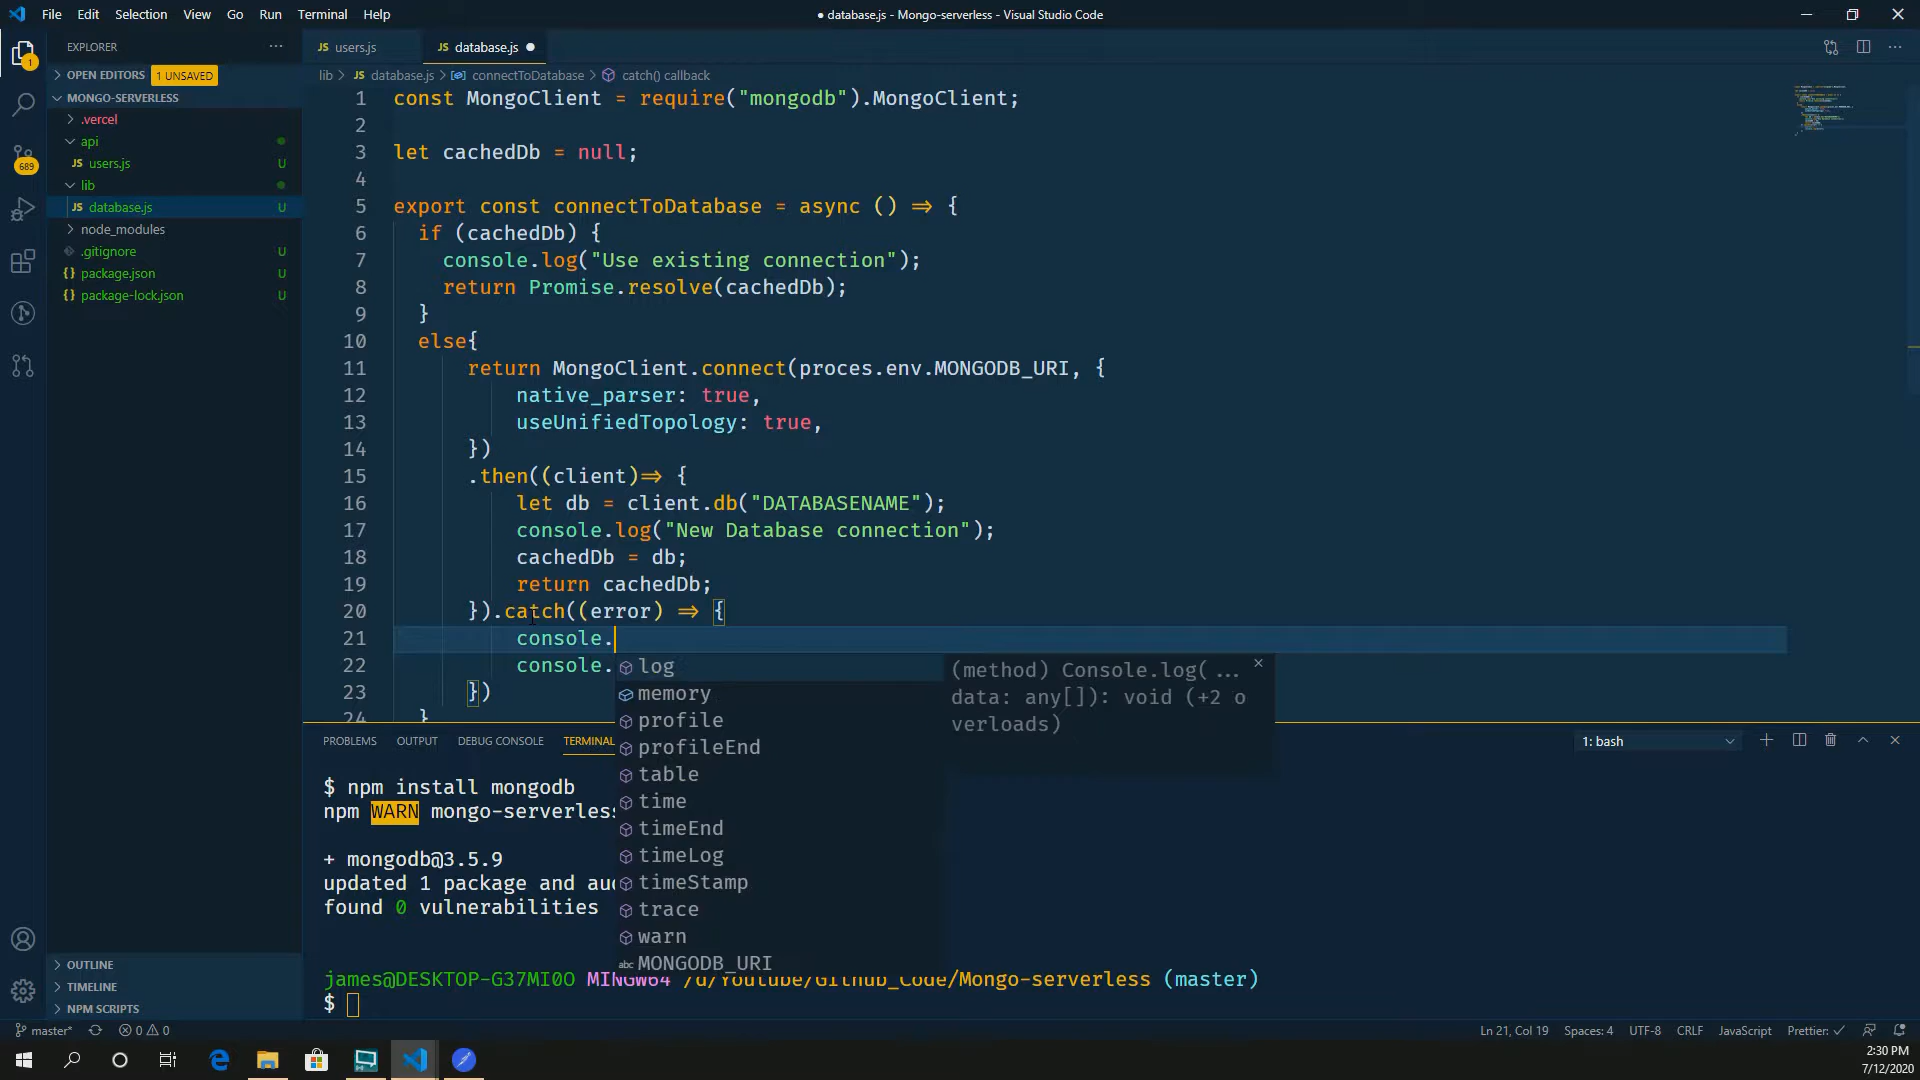 File Edit Selection View Go Run Terminal Help
● database.js - Mongo-serverless - Visual Studio Code
EXPLORER
OPEN EDITORS 1 UNSAVED
MONGO-SERVERLESS
.vercel
api
JS users.js U
lib
JS database.js U
node_modules
.gitignore U
{} package.json U
{} package-lock.json U
OUTLINE
TIMELINE
NPM SCRIPTS
1
689
JS users.js
JS database.js ●
lib > JS database.js > connectToDatabase > catch() callback
1 const MongoClient = require("mongodb").MongoClient;
2
3 let cachedDb = null;
4
5 export const connectToDatabase = async () => {
6 if (cachedDb) {
7 console.log("Use existing connection");
8 return Promise.resolve(cachedDb);
9 }
10 else{
11 return MongoClient.connect(proces.env.MONGODB_URI, {
12 native_parser: true,
13 useUnifiedTopology: true,
14 })
15 .then((client)=> {
16 let db = client.db("DATABASENAME");
17 console.log("New Database connection");
18 cachedDb = db;
19 return cachedDb;
20 }).catch((error) => {
21 console.
22 console.
23 })
24 }
log
memory
profile
profileEnd
table
time
timeEnd
timeLog
timeStamp
trace
warn
abc MONGODB_URI
(method) Console.log( ...
data: any[]): void (+2 o
verloads)
PROBLEMS OUTPUT DEBUG CONSOLE TERMINAL
1: bash
$ npm install mongodb
npm WARN mongo-serverless
+ mongodb@3.5.9
updated 1 package and au
found 0 vulnerabilities
james@DESKTOP-G37MI0O MINGW64 /d/Youtube/Github_Code/Mongo-serverless (master)
$
master* 0 0
Ln 21, Col 19 Spaces: 4 UTF-8 CRLF JavaScript Prettier: ✓
2:30 PM
7/12/2020